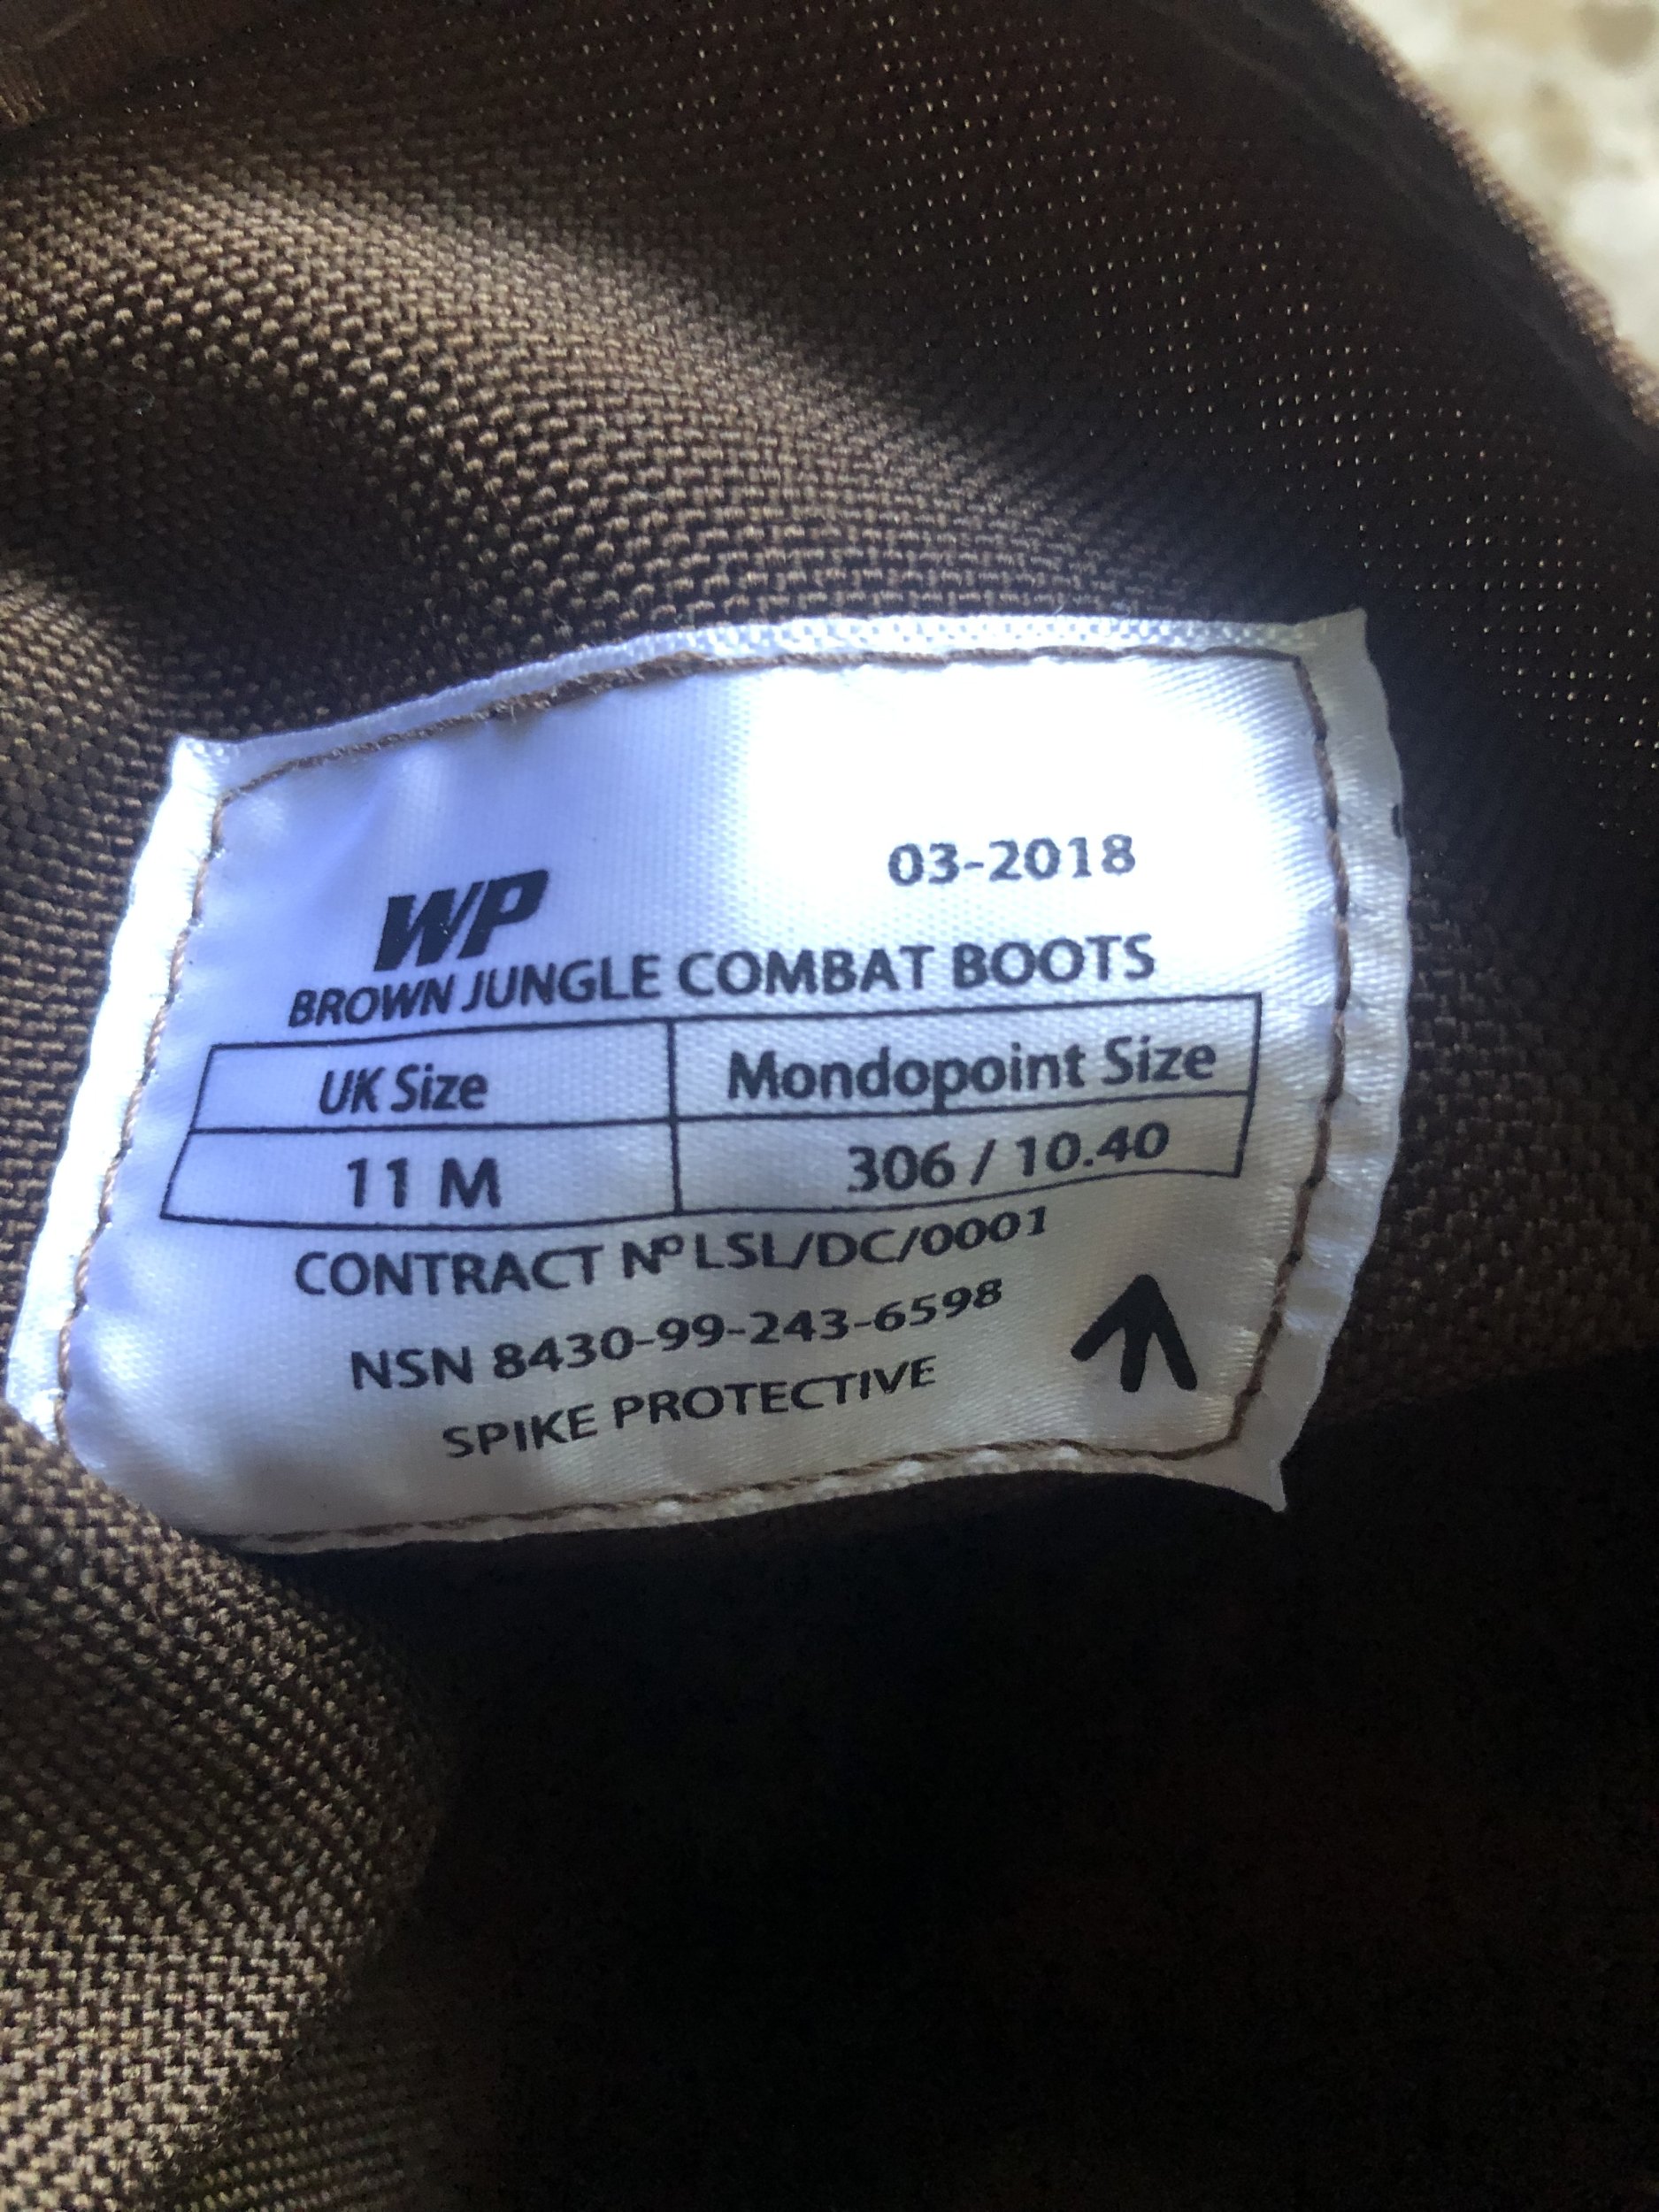 03-2018
WP
BROWN JUNGLE COMBAT BOOTS
UK Size Mondopoint Size
11 M 306 / 10.40
CONTRACT Nº LSL/DC/0001
NSN 8430-99-243-6598
SPIKE PROTECTIVE